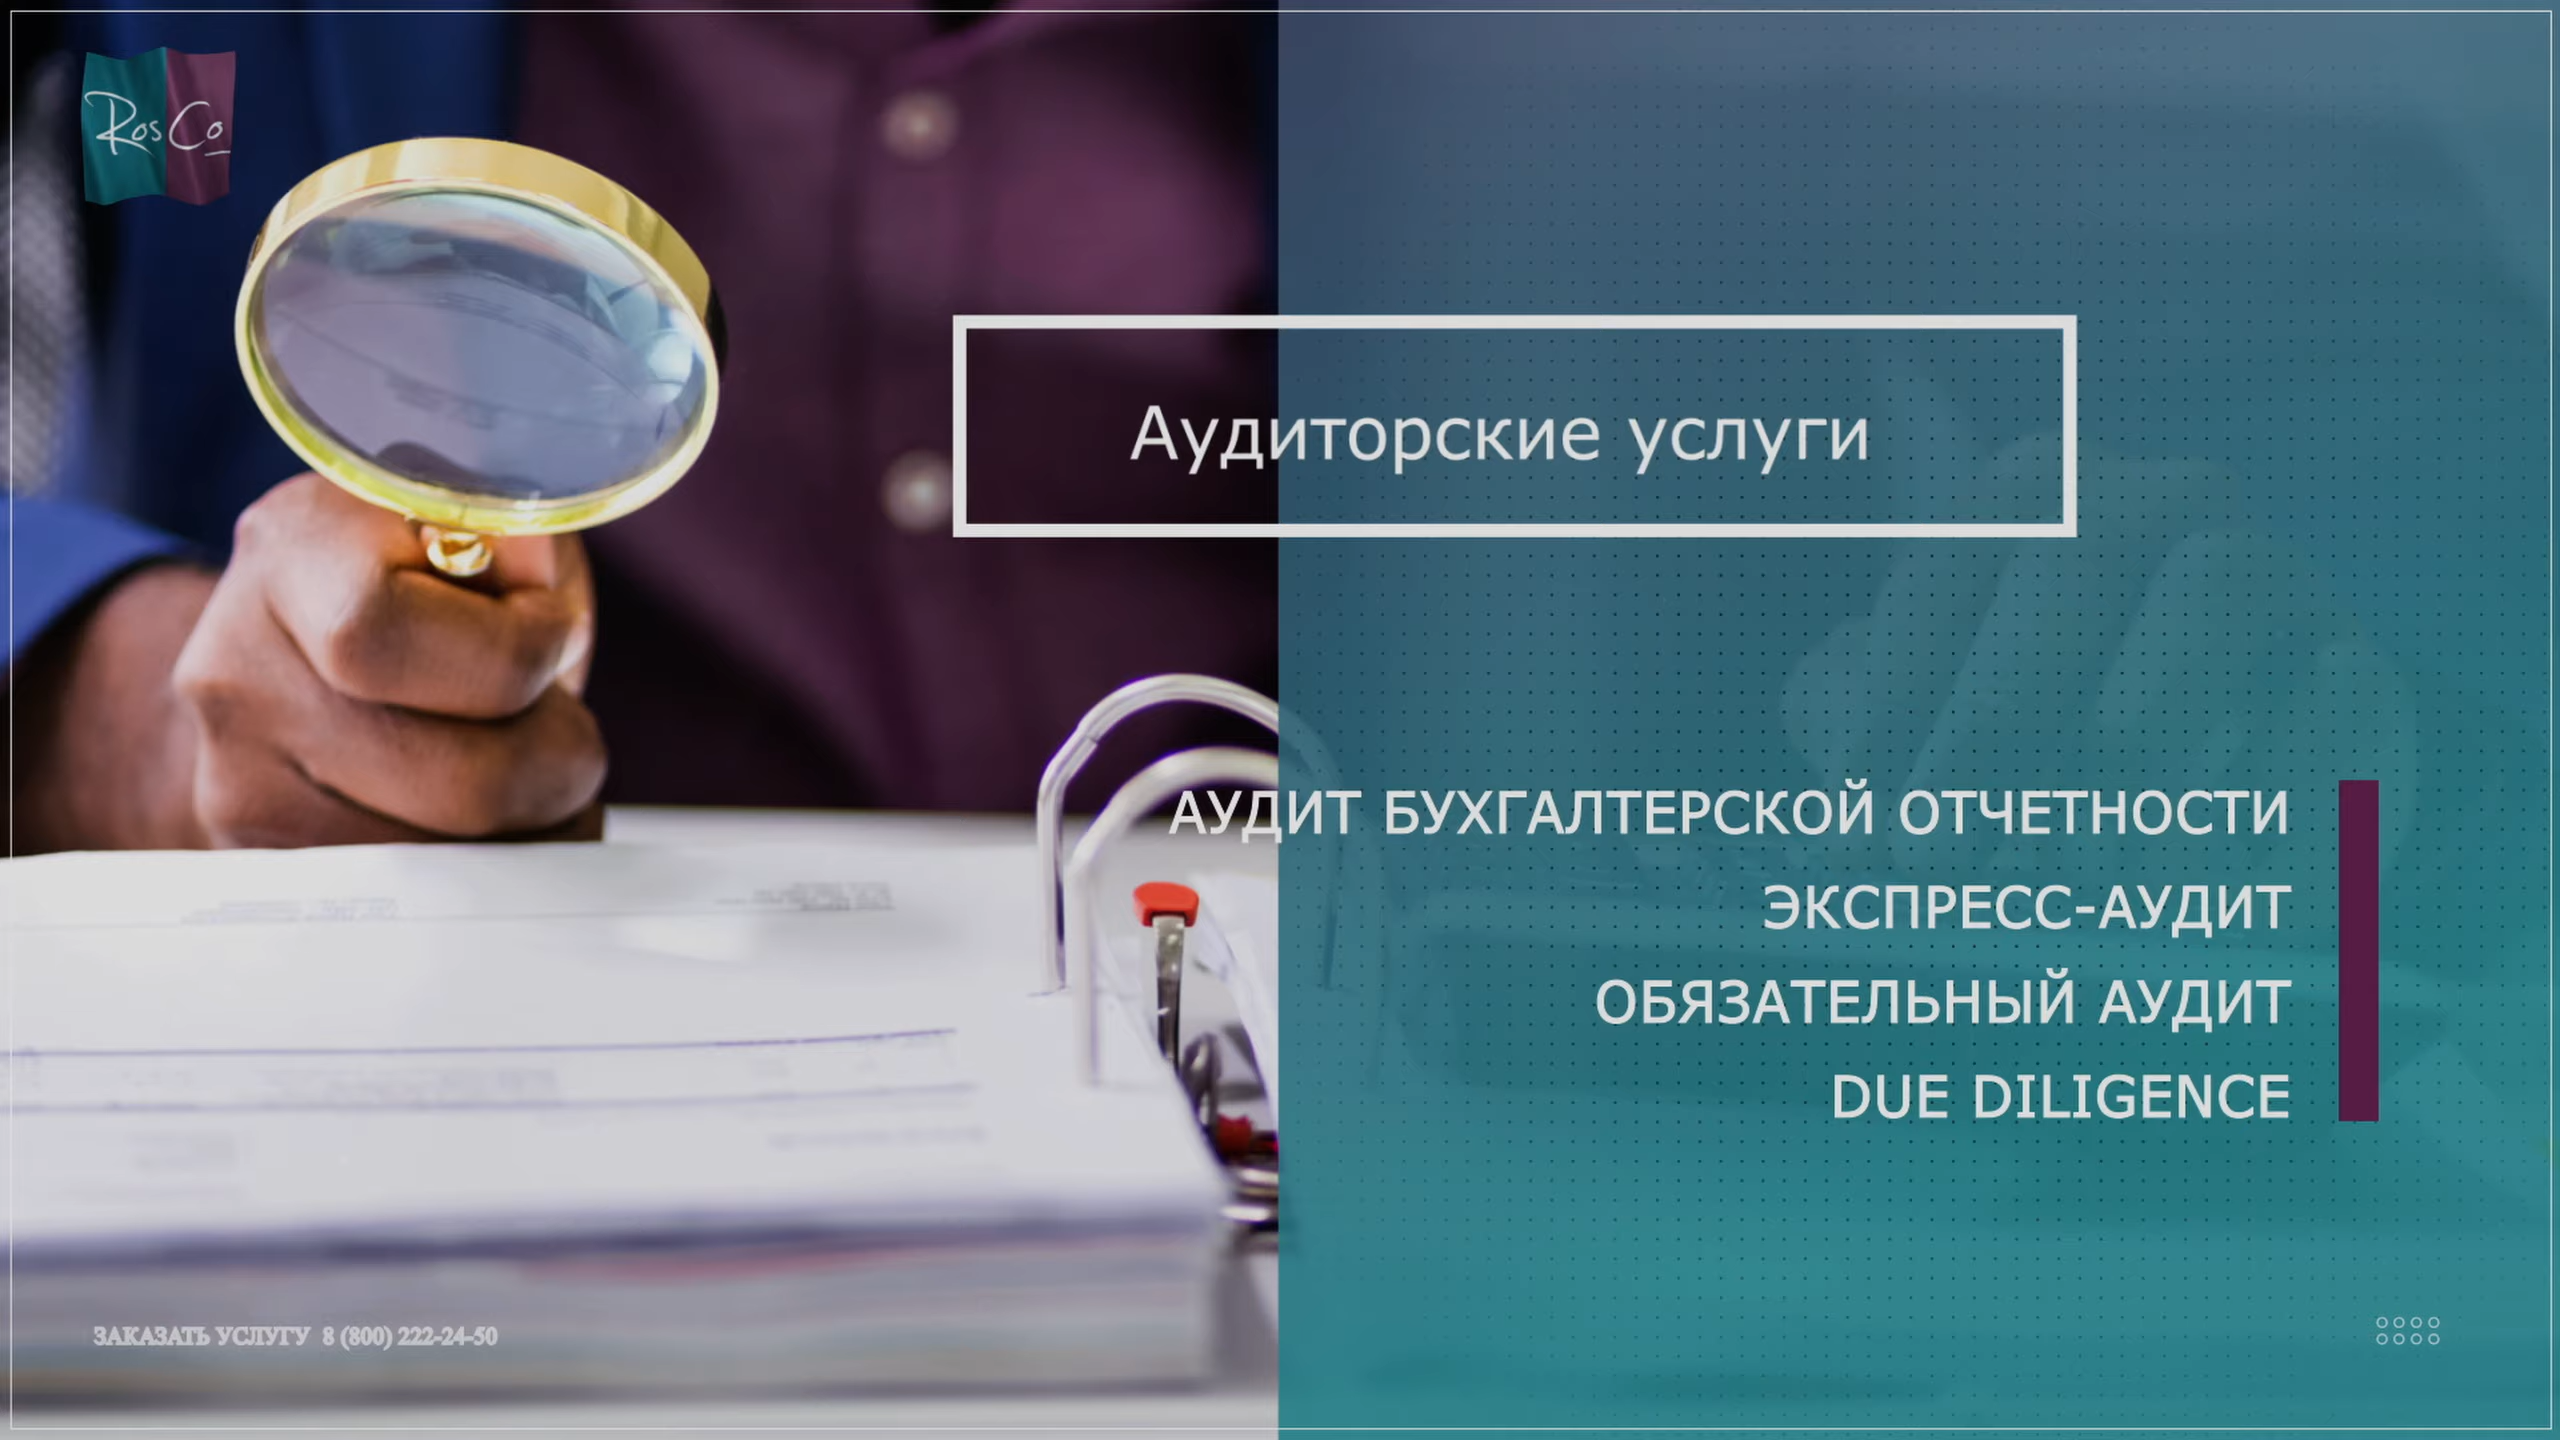 RosCo
Аудиторские услуги
АУДИТ БУХГАЛТЕРСКОЙ ОТЧЕТНОСТИ
ЭКСПРЕСС-АУДИТ
ОБЯЗАТЕЛЬНЫЙ АУДИТ
DUE DILIGENCE
ЗАКАЗАТЬ УСЛУГУ 8 (800) 222-24-50